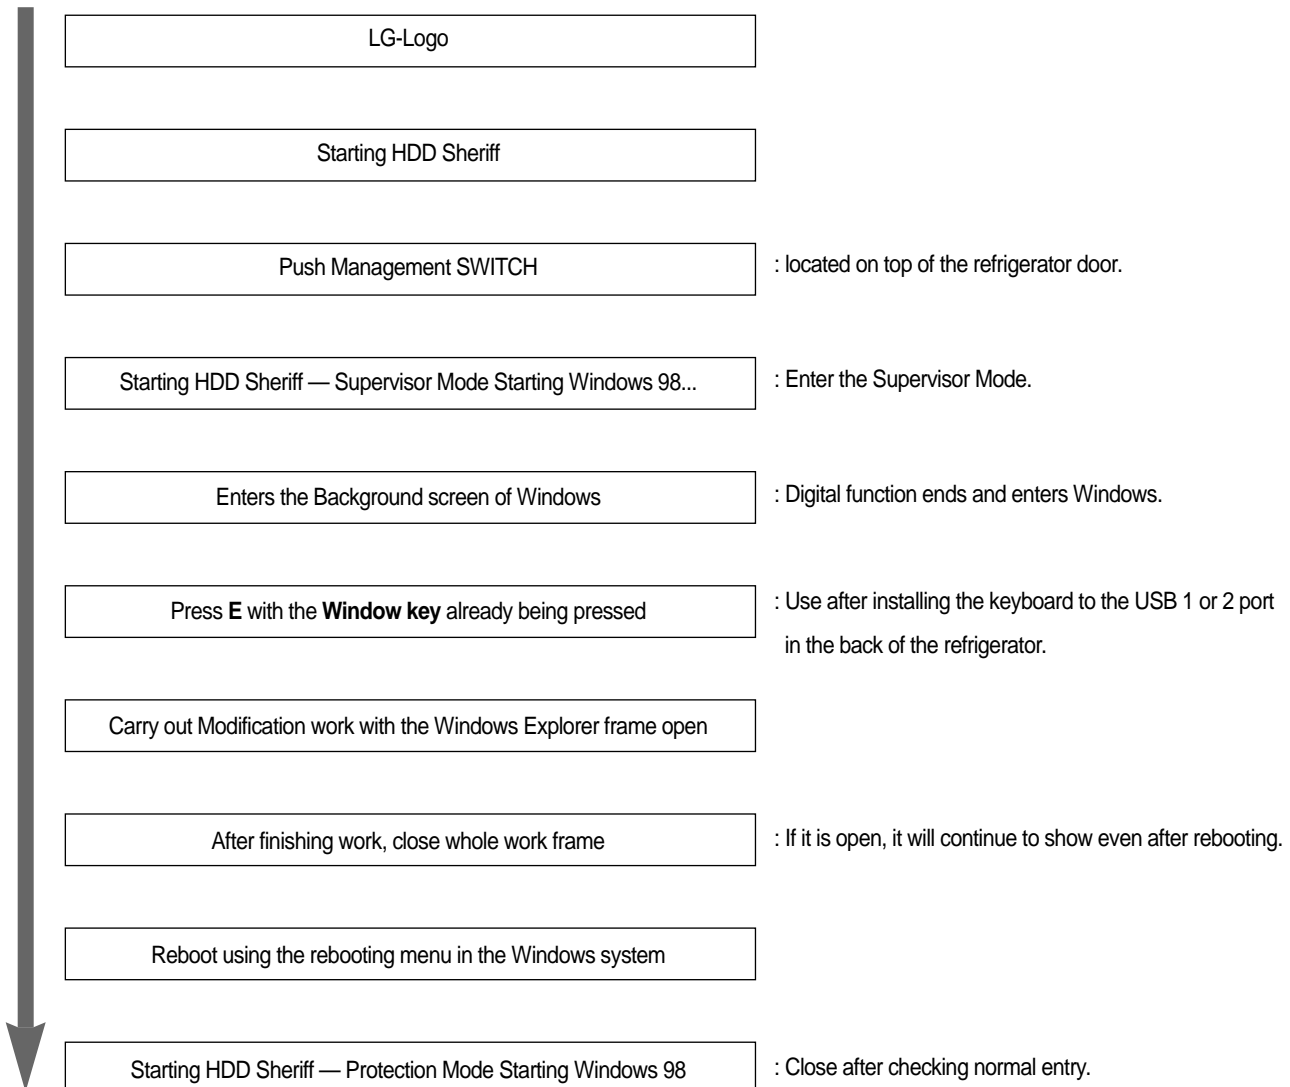 LG-Logo
Starting HDD Sheriff
Push Management SWITCH
: located on top of the refrigerator door.
Starting HDD Sheriff — Supervisor Mode Starting Windows 98...
: Enter the Supervisor Mode.
Enters the Background screen of Windows
: Digital function ends and enters Windows.
Press E with the Window key already being pressed
: Use after installing the keyboard to the USB 1 or 2 port
in the back of the refrigerator.
Carry out Modification work with the Windows Explorer frame open
After finishing work, close whole work frame
: If it is open, it will continue to show even after rebooting.
Reboot using the rebooting menu in the Windows system
Starting HDD Sheriff — Protection Mode Starting Windows 98
: Close after checking normal entry.